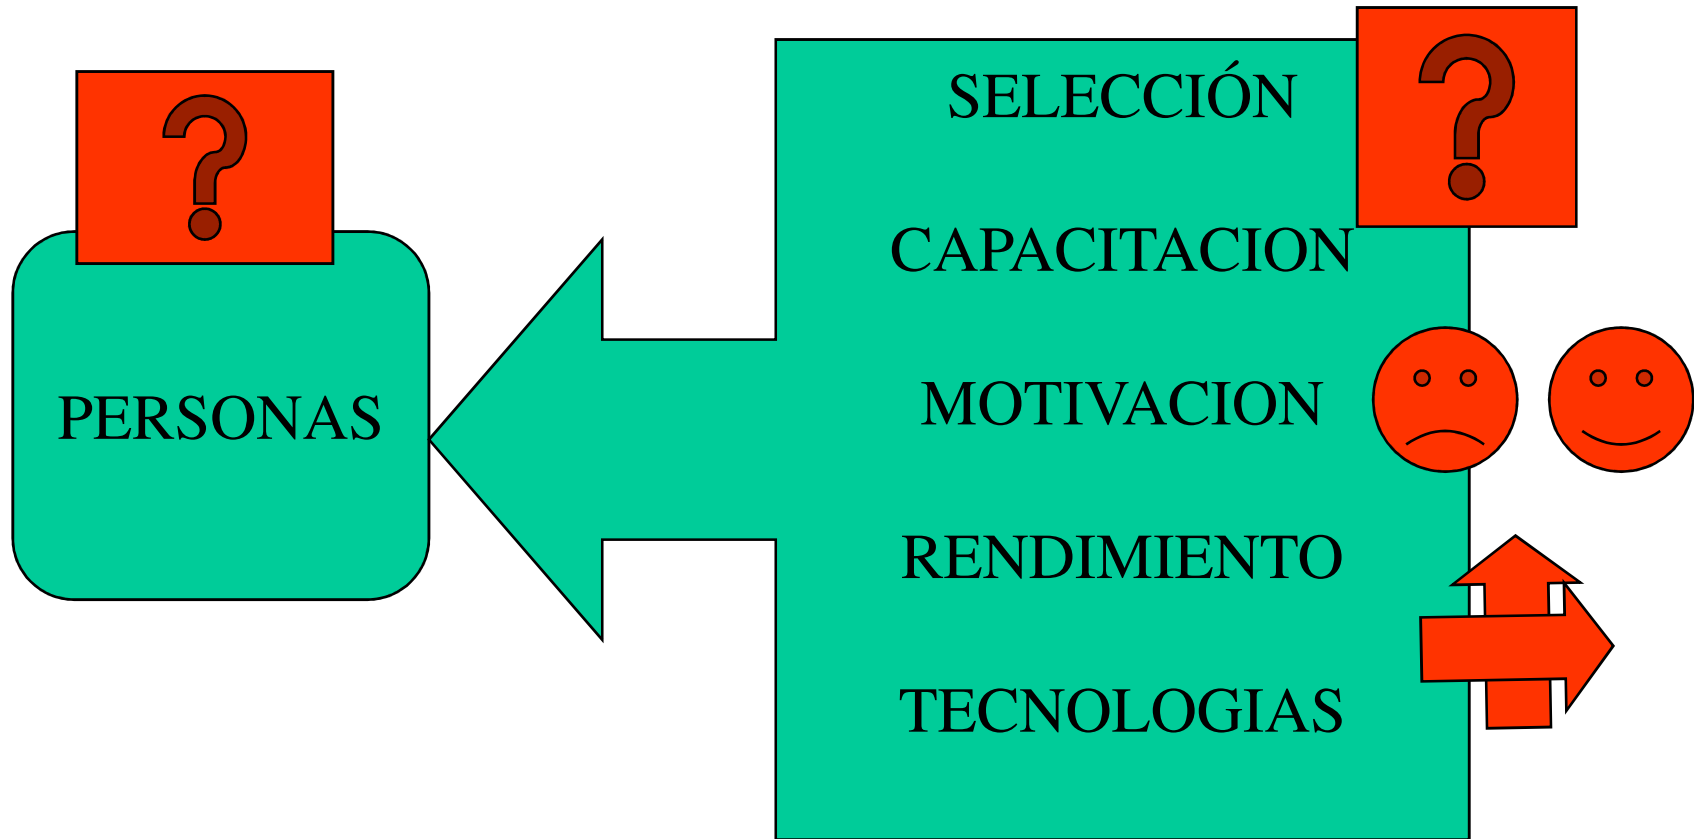 SELECCIÓN
CAPACITACION
MOTIVACION
PERSONAS
RENDIMIENTO
TECNOLOGIAS